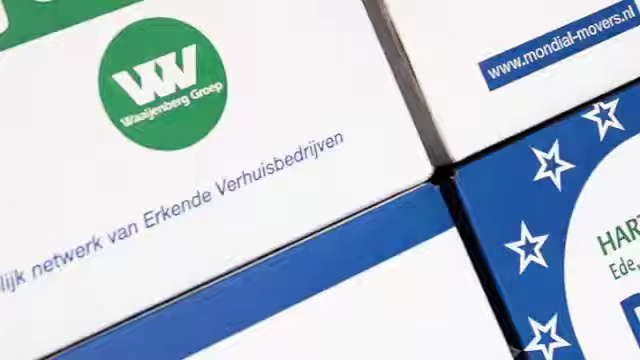 W
Waaijenberg Groep
lijk netwerk van Erkende Verhuisbedrijven
www.mondial-movers.nl
HAR
Ede,